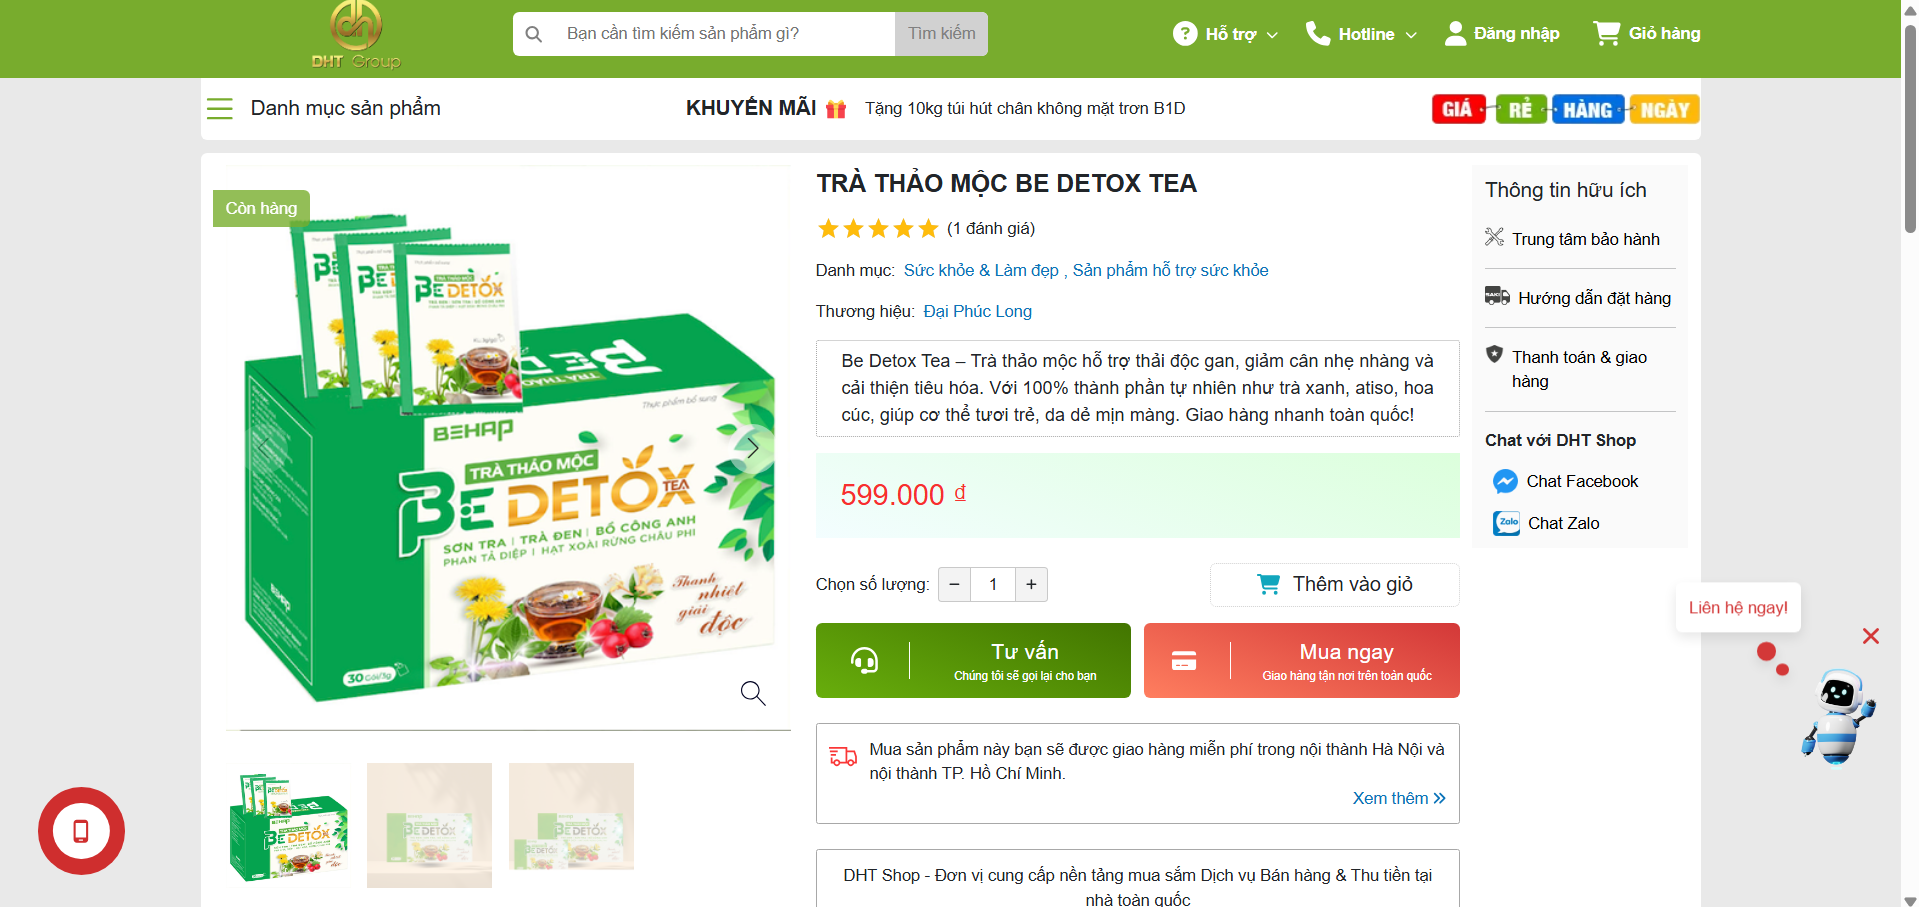 DHT Group
Bạn cần tìm kiếm sản phẩm gì?
Tìm kiếm
Hỗ trợ
Hotline
Đăng nhập
Giỏ hàng
Danh mục sản phẩm
KHUYẾN MÃI
Tặng 10kg túi hút chân không mặt trơn B1D
GIÁ RẺ HÀNG NGÀY
Còn hàng
BEHAP
TRÀ THẢO MỘC
BE DETOX TEA
SƠN TRA | TRÀ ĐEN | BỒ CÔNG ANH
PHAN TẢ DIỆP | HẠT XOÀI RỪNG CHÂU PHI
Thực phẩm bổ sung
Thanh
nhiệt
giải
độc
30 Gói/3g
TRÀ THẢO MỘC BE DETOX TEA
(1 đánh giá)
Danh mục: Sức khỏe & Làm đẹp , Sản phẩm hỗ trợ sức khỏe
Thương hiệu: Đại Phúc Long
Be Detox Tea – Trà thảo mộc hỗ trợ thải độc gan, giảm cân nhẹ nhàng và
cải thiện tiêu hóa. Với 100% thành phần tự nhiên như trà xanh, atiso, hoa
cúc, giúp cơ thể tươi trẻ, da dẻ mịn màng. Giao hàng nhanh toàn quốc!
599.000 ₫
Chọn số lượng: − 1 +
Thêm vào giỏ
Tư vấn
Chúng tôi sẽ gọi lại cho bạn
Mua ngay
Giao hàng tận nơi trên toàn quốc
Mua sản phẩm này bạn sẽ được giao hàng miễn phí trong nội thành Hà Nội và
nội thành TP. Hồ Chí Minh.
Xem thêm
DHT Shop - Đơn vị cung cấp nền tảng mua sắm Dịch vụ Bán hàng & Thu tiền tại
nhà toàn quốc
Thông tin hữu ích
Trung tâm bảo hành
Hướng dẫn đặt hàng
Thanh toán & giao
hàng
Chat với DHT Shop
Chat Facebook
Zalo
Chat Zalo
Liên hệ ngay!